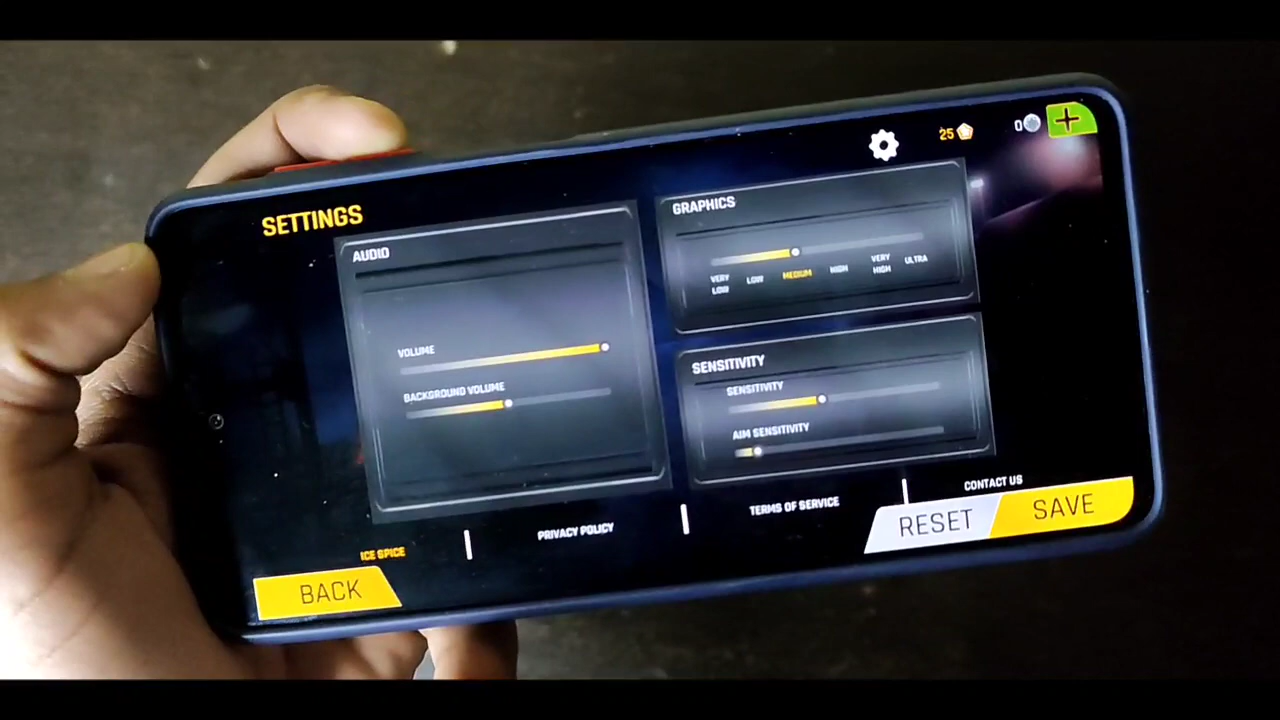 25
0
SETTINGS
AUDIO
VOLUME
BACKGROUND VOLUME
GRAPHICS
VERY LOW
LOW
MEDIUM
HIGH
VERY HIGH
ULTRA
SENSITIVITY
SENSITIVITY
AIM SENSITIVITY
ICE SPICE
PRIVACY POLICY
TERMS OF SERVICE
CONTACT US
BACK
RESET
SAVE